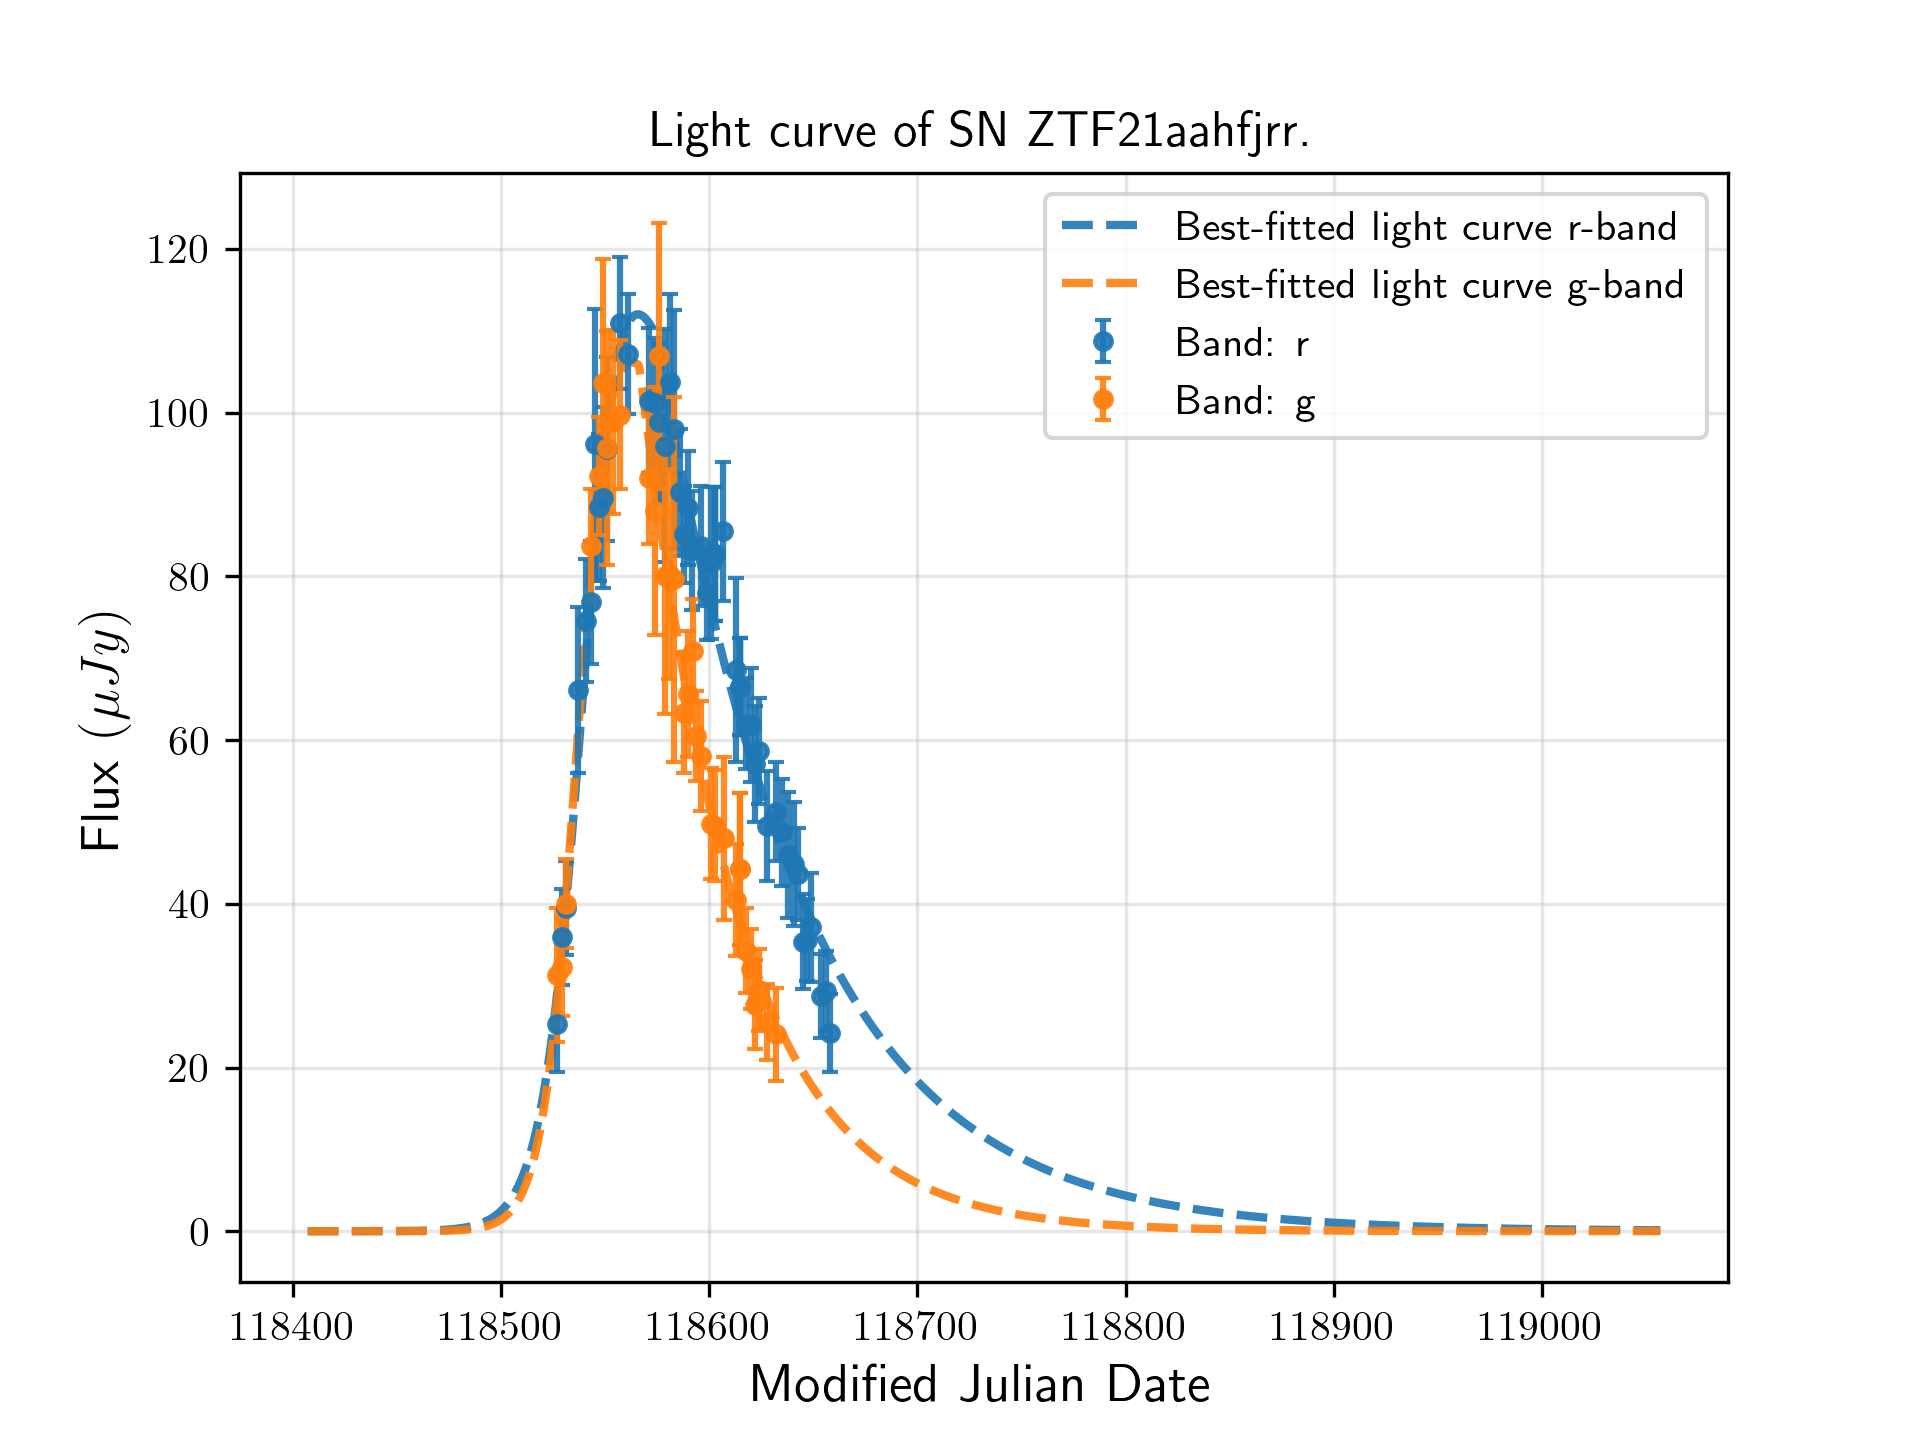 Light curve of SN ZTF21aahfjrr.
Best-fitted light curve r-band
Best-fitted light curve g-band
Band: r
Band: g
120
100
80
60
40
20
0
Flux (μJy)
118400 118500 118600 118700 118800 118900 119000
Modified Julian Date